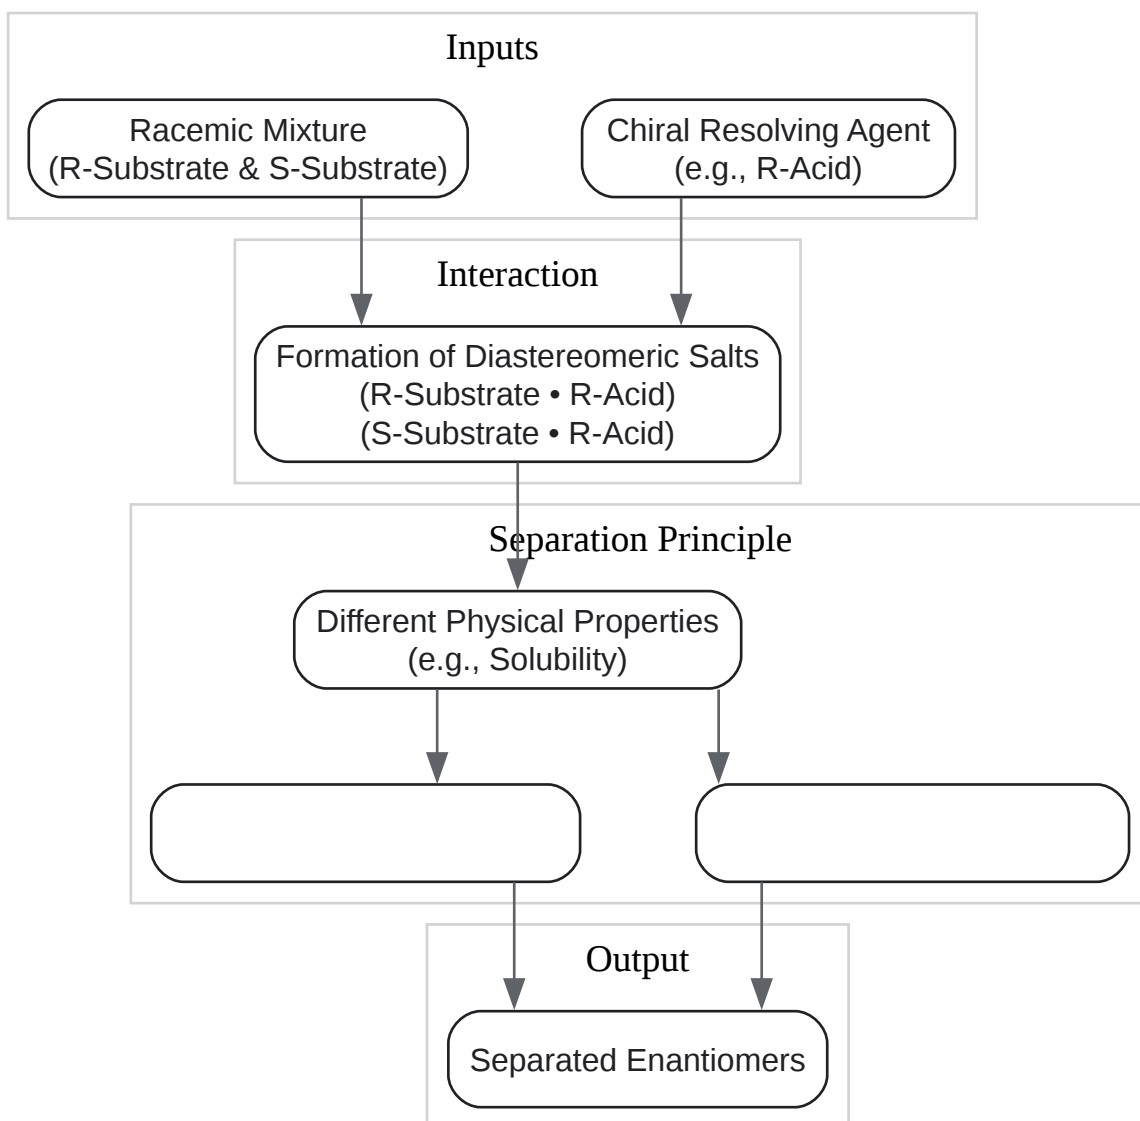 Inputs
Racemic Mixture
(R-Substrate & S-Substrate)
Chiral Resolving Agent
(e.g., R-Acid)
Interaction
Formation of Diastereomeric Salts
(R-Substrate • R-Acid)
(S-Substrate • R-Acid)
Separation Principle
Different Physical Properties
(e.g., Solubility)
Output
Separated Enantiomers